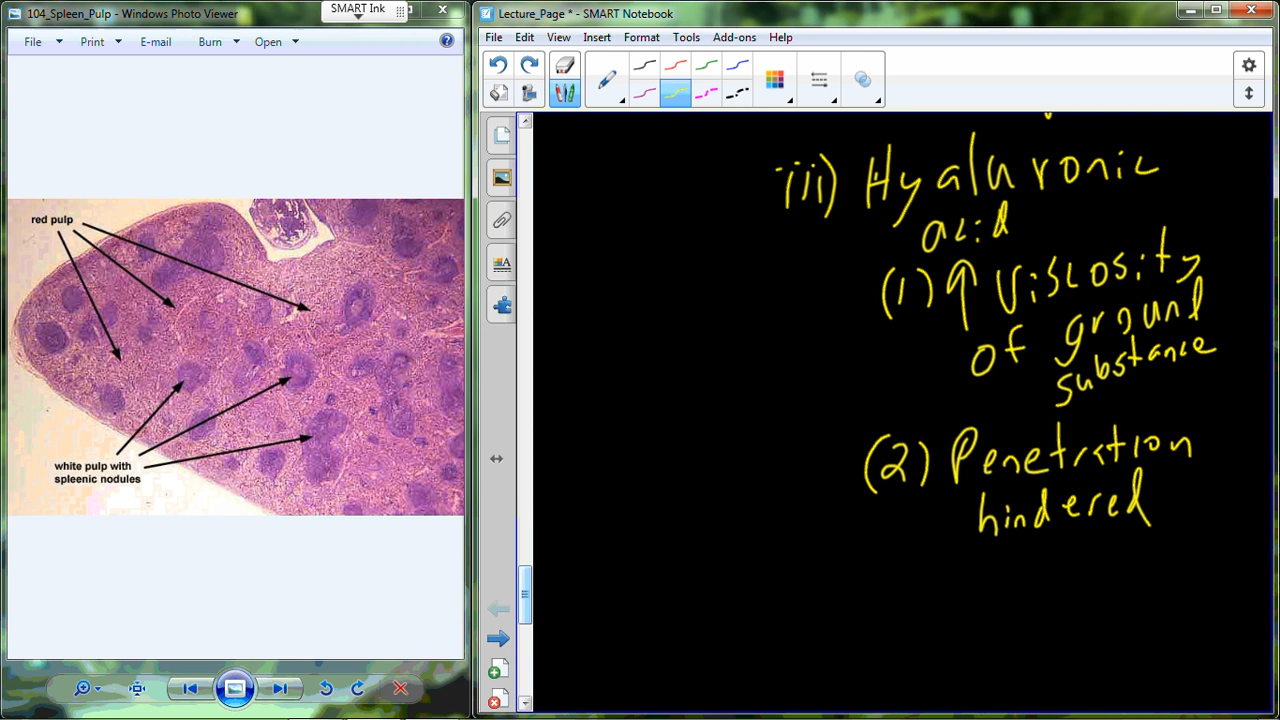 104_Spleen_Pulp - Windows Photo Viewer
SMART Ink
File Print E-mail Burn Open
red pulp
white pulp with
spleenic nodules
Lecture_Page * - SMART Notebook
File Edit View Insert Format Tools Add-ons Help
iii) Hyaluronic
acid
(1) ↑ Viscosity
of ground
substance
(2) Penetration
hindered